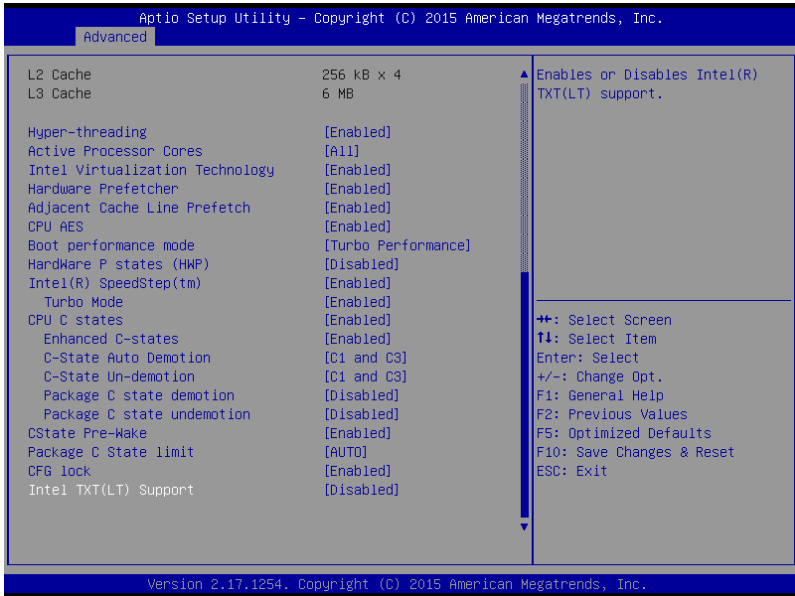 Aptio Setup Utility – Copyright (C) 2015 American Megatrends, Inc.
Advanced
L2 Cache 256 kB x 4
L3 Cache 6 MB
Hyper-threading [Enabled]
Active Processor Cores [All]
Intel Virtualization Technology [Enabled]
Hardware Prefetcher [Enabled]
Adjacent Cache Line Prefetch [Enabled]
CPU AES [Enabled]
Boot performance mode [Turbo Performance]
HardWare P states (HWP) [Disabled]
Intel(R) SpeedStep(tm) [Enabled]
Turbo Mode [Enabled]
CPU C states [Enabled]
Enhanced C-states [Enabled]
C-State Auto Demotion [C1 and C3]
C-State Un-demotion [C1 and C3]
Package C state demotion [Disabled]
Package C state undemotion [Disabled]
CState Pre-Wake [Enabled]
Package C State limit [AUTO]
CFG lock [Enabled]
Intel TXT(LT) Support [Disabled]
Enables or Disables Intel(R)
TXT(LT) support.
→←: Select Screen
↑↓: Select Item
Enter: Select
+/-: Change Opt.
F1: General Help
F2: Previous Values
F5: Optimized Defaults
F10: Save Changes & Reset
ESC: Exit
Version 2.17.1254. Copyright (C) 2015 American Megatrends, Inc.